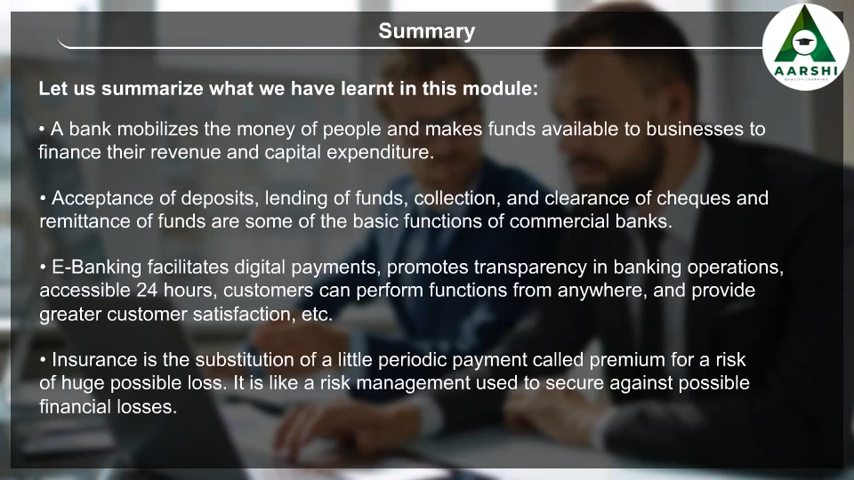 Summary
AARSHI
Let us summarize what we have learnt in this module:
• A bank mobilizes the money of people and makes funds available to businesses to
finance their revenue and capital expenditure.
• Acceptance of deposits, lending of funds, collection, and clearance of cheques and
remittance of funds are some of the basic functions of commercial banks.
• E-Banking facilitates digital payments, promotes transparency in banking operations,
accessible 24 hours, customers can perform functions from anywhere, and provide
greater customer satisfaction, etc.
• Insurance is the substitution of a little periodic payment called premium for a risk
of huge possible loss. It is like a risk management used to secure against possible
financial losses.